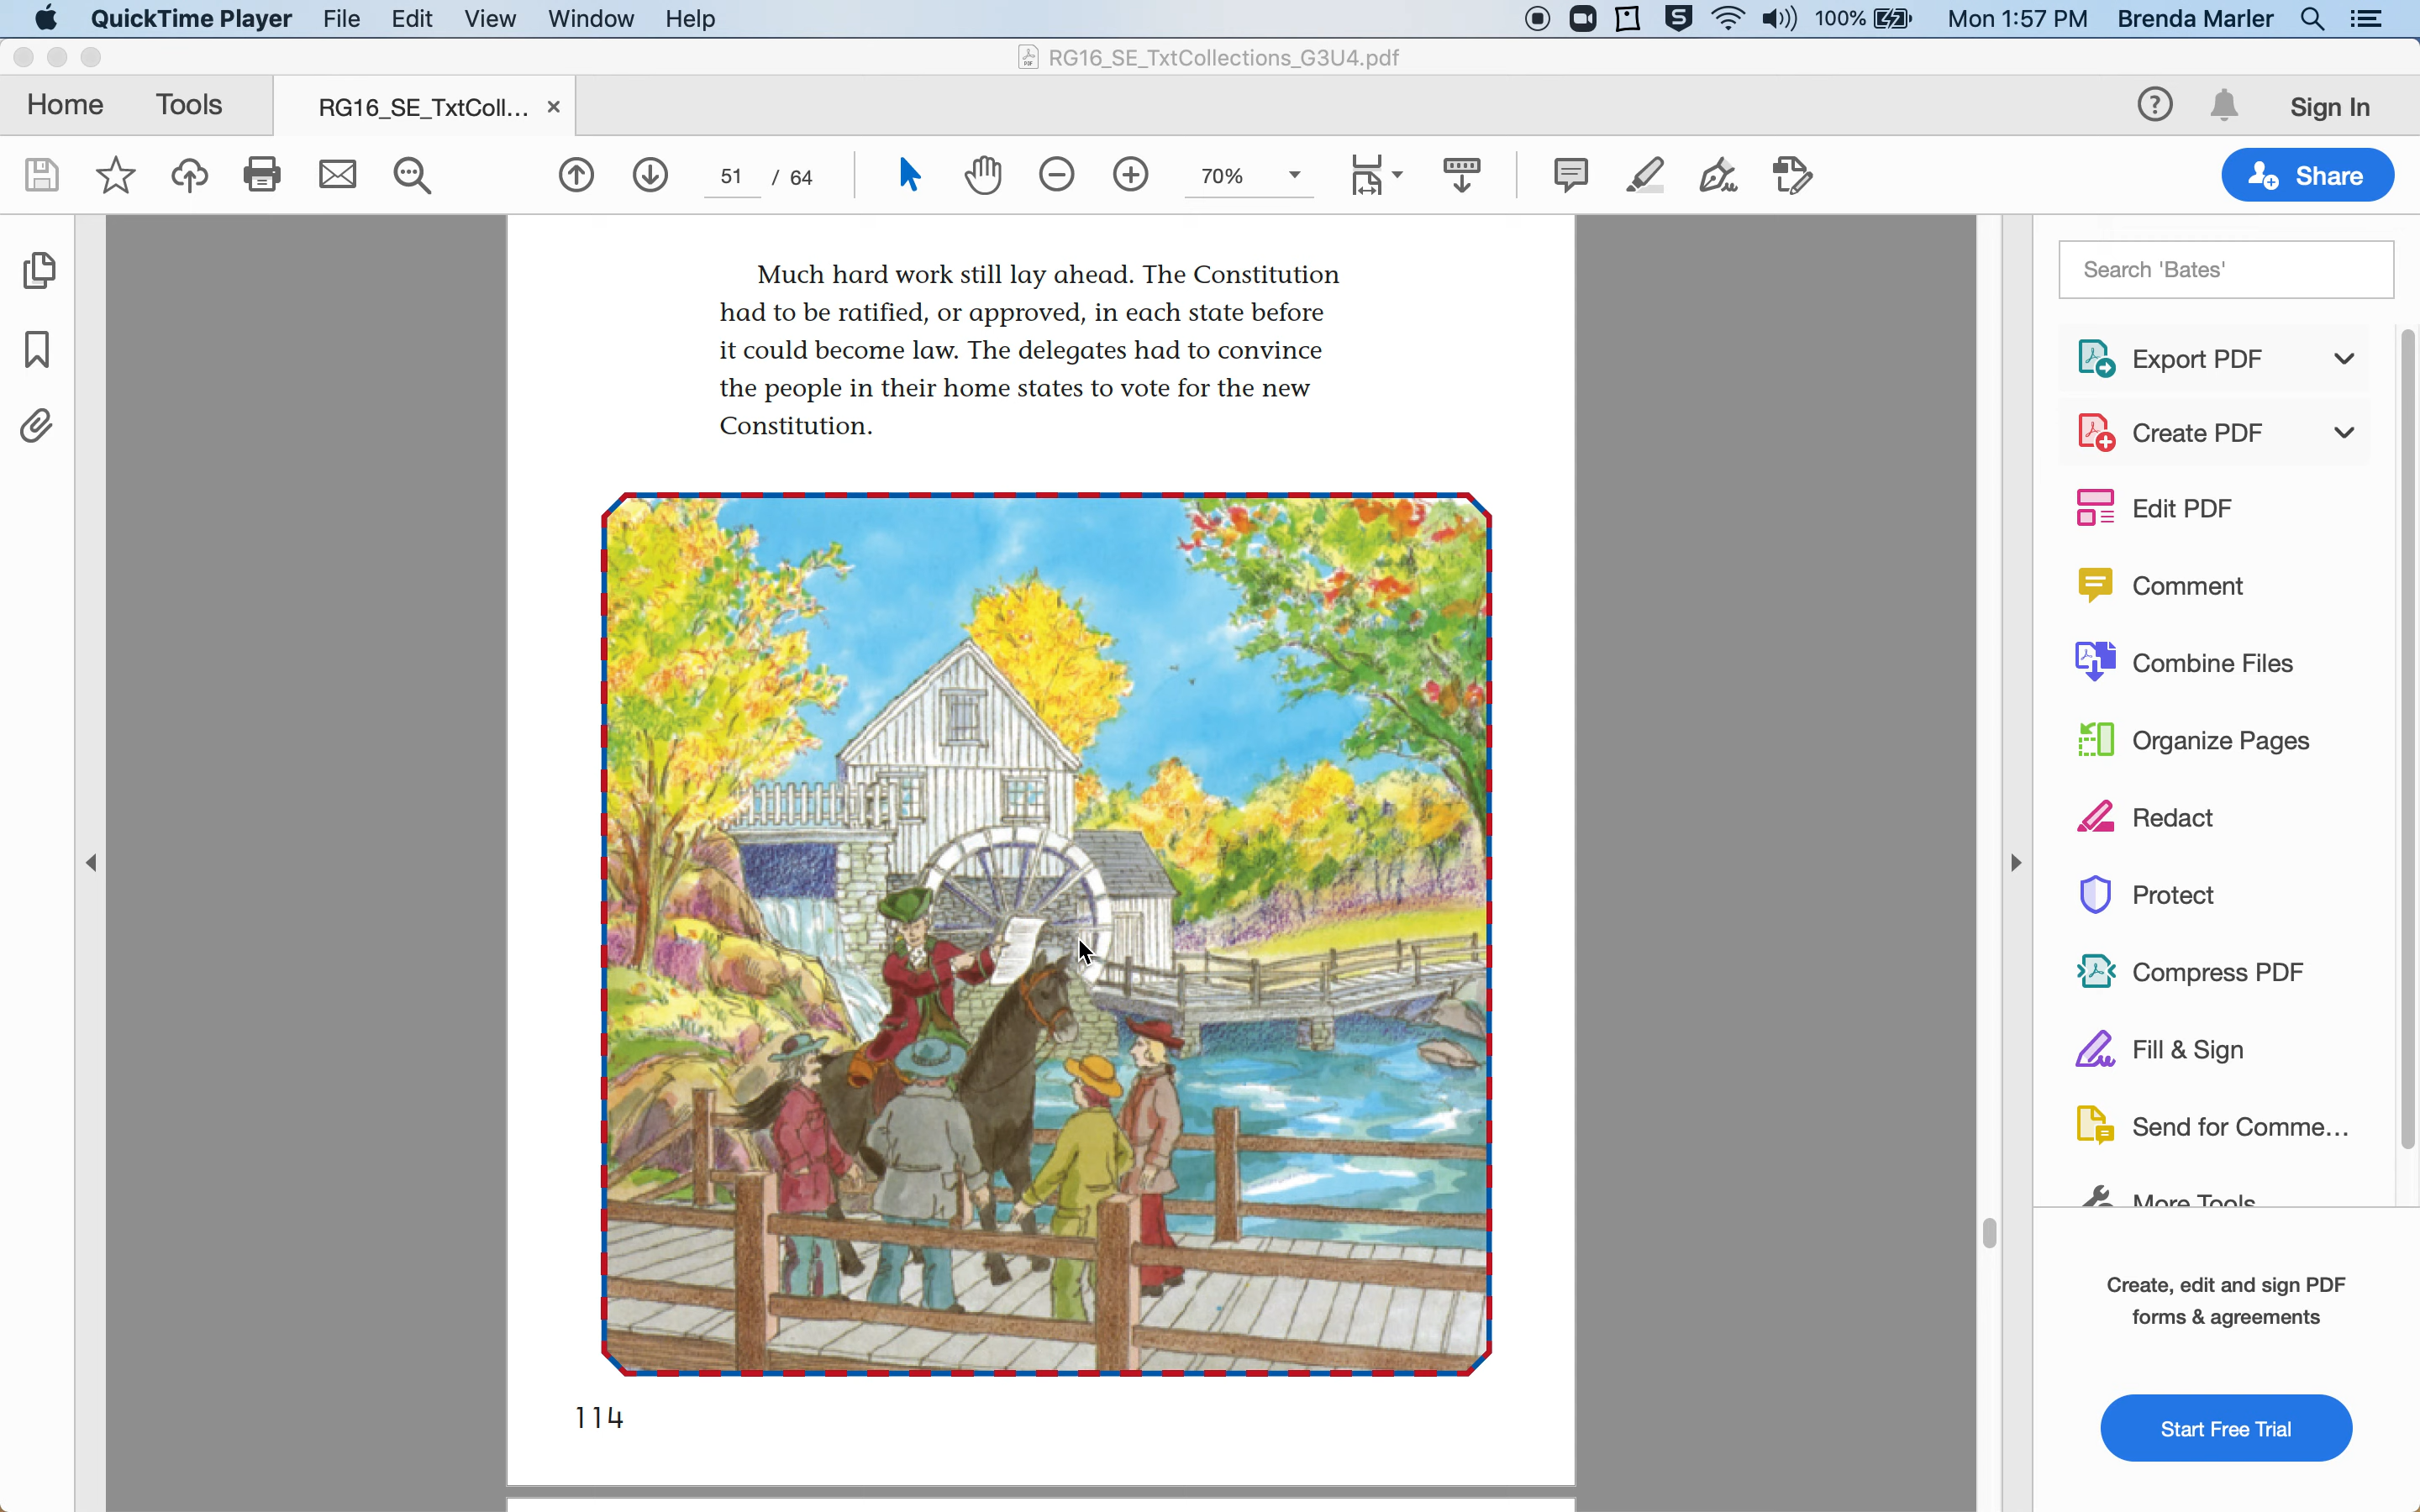 QuickTime Player File Edit View Window Help 100% Mon 1:57 PM Brenda Marler
RG16_SE_TxtCollections_G3U4.pdf
Home Tools RG16_SE_TxtColl... × Sign In
51 / 64 70% Share
Much hard work still lay ahead. The Constitution
had to be ratified, or approved, in each state before
it could become law. The delegates had to convince
the people in their home states to vote for the new
Constitution.
114
Search 'Bates'
Export PDF
Create PDF
Edit PDF
Comment
Combine Files
Organize Pages
Redact
Protect
Compress PDF
Fill & Sign
Send for Comme...
More Tools
Create, edit and sign PDF
forms & agreements
Start Free Trial